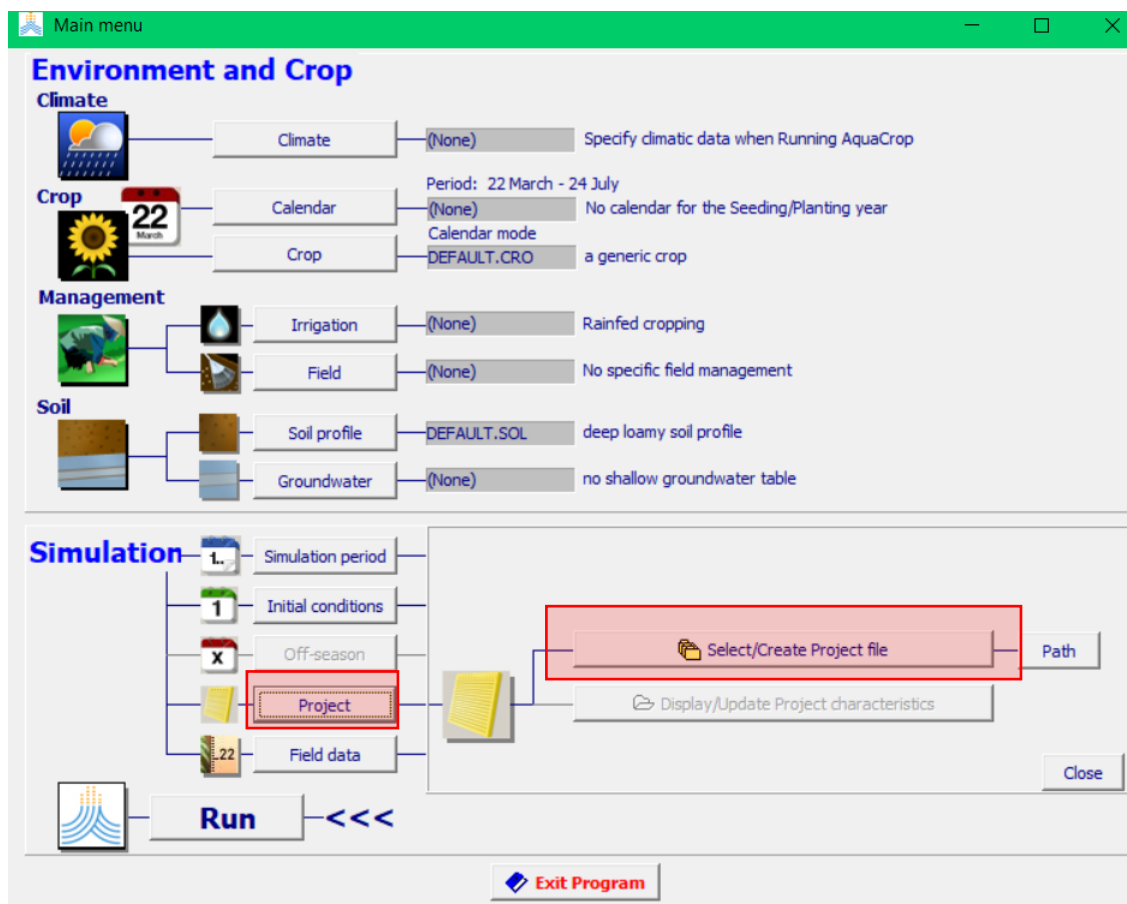 Main menu
Environment and Crop
Climate
Climate (None) Specify climatic data when Running AquaCrop
Period: 22 March - 24 July
Crop
22
March
Calendar (None) No calendar for the Seeding/Planting year
Calendar mode
Crop DEFAULT.CRO a generic crop
Management
Irrigation (None) Rainfed cropping
Field (None) No specific field management
Soil
Soil profile DEFAULT.SOL deep loamy soil profile
Groundwater (None) no shallow groundwater table
Simulation
1.. Simulation period
1 Initial conditions
X Off-season
Select/Create Project file Path
Project
Display/Update Project characteristics
.22 Field data
Close
Run <<<
Exit Program